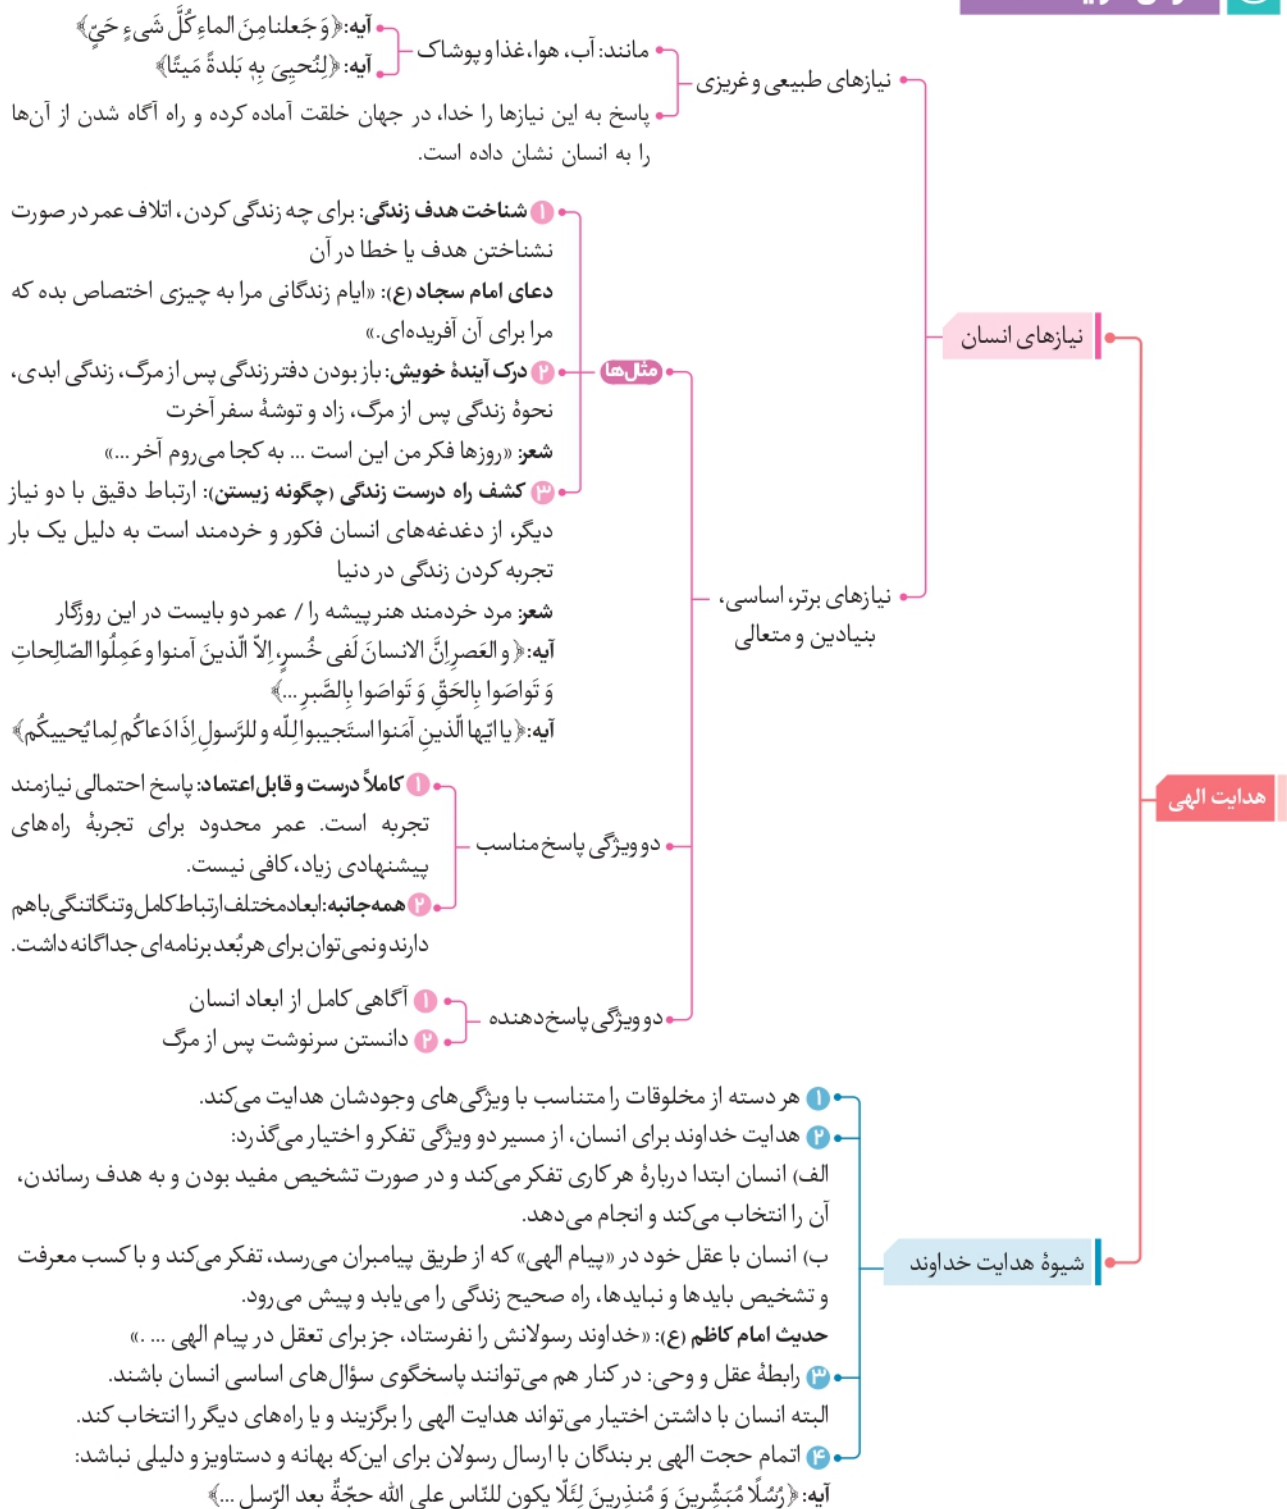 هدایت الهی
نیازهای انسان
نیازهای طبیعی و غریزی
مانند: آب، هوا، غذا و پوشاک
آیه: ﴿وَ جَعلنا مِنَ الماءِ کُلَّ شَیءٍ حَیٍّ﴾
آیه: ﴿لِنُحیِیَ بِهِ بَلدةً مَیتًا﴾
پاسخ به این نیازها را خدا، در جهان خلقت آماده کرده و راه آگاه شدن از آن‌ها
را به انسان نشان داده است.
نیازهای برتر، اساسی،
بنیادین و متعالی
مثال‌ها
۱ شناخت هدف زندگی: برای چه زندگی کردن، اتلاف عمر در صورت
نشناختن هدف یا خطا در آن
دعای امام سجاد (ع): «ایام زندگانی مرا به چیزی اختصاص بده که
مرا برای آن آفریده‌ای.»
۲ درک آیندهٔ خویش: باز بودن دفتر زندگی پس از مرگ، زندگی ابدی،
نحوهٔ زندگی پس از مرگ، زاد و توشهٔ سفر آخرت
شعر: «روزها فکر من این است ... به کجا می‌روم آخر ...»
۳ کشف راه درست زندگی (چگونه زیستن): ارتباط دقیق با دو نیاز
دیگر، از دغدغه‌های انسان فکور و خردمند است به دلیل یک بار
تجربه کردن زندگی در دنیا
شعر: مرد خردمند هنر پیشه را / عمر دو بایست در این روزگار
آیه: ﴿و العَصرِ اِنَّ الانسانَ لَفی خُسرٍ، اِلاّ الّذینَ آمنوا و عَمِلُوا الصّالِحاتِ
وَ تَواصَوا بِالحَقِّ وَ تَواصَوا بِالصَّبرِ ...﴾
آیه: ﴿یا ایّها الّذینِ آمَنوا استَجیبوا لِلّه و للرَّسولِ اِذَا دَعاکُم لِما یُحییکُم﴾
دو ویژگی پاسخ مناسب
۱ کاملاً درست و قابل اعتماد: پاسخ احتمالی نیازمند
تجربه است. عمر محدود برای تجربهٔ راه‌های
پیشنهادی زیاد، کافی نیست.
۲ همه‌جانبه: ابعاد مختلف ارتباط کامل و تنگاتنگی باهم
دارند و نمی‌توان برای هر بُعد برنامه‌ای جداگانه داشت.
دو ویژگی پاسخ‌دهنده
۱ آگاهی کامل از ابعاد انسان
۲ دانستن سرنوشت پس از مرگ
شیوهٔ هدایت خداوند
۱ هر دسته از مخلوقات را متناسب با ویژگی‌های وجودشان هدایت می‌کند.
۲ هدایت خداوند برای انسان، از مسیر دو ویژگی تفکر و اختیار می‌گذرد:
الف) انسان ابتدا دربارهٔ هر کاری تفکر می‌کند و در صورت تشخیص مفید بودن و به هدف رساندن،
آن را انتخاب می‌کند و انجام می‌دهد.
ب) انسان با عقل خود در «پیام الهی» که از طریق پیامبران می‌رسد، تفکر می‌کند و با کسب معرفت
و تشخیص بایدها و نبایدها، راه صحیح زندگی را می‌یابد و پیش می‌رود.
حدیث امام کاظم (ع): «خداوند رسولانش را نفرستاد، جز برای تعقل در پیام الهی ... .»
۳ رابطهٔ عقل و وحی: در کنار هم می‌توانند پاسخگوی سؤال‌های اساسی انسان باشند.
البته انسان با داشتن اختیار می‌تواند هدایت الهی را برگزیند و یا راه‌های دیگر را انتخاب کند.
۴ اتمام حجت الهی بر بندگان با ارسال رسولان برای این‌که بهانه و دستاویز و دلیلی نباشد:
آیه: ﴿رُسُلًا مُبَشِّرینَ وَ مُنذِرینَ لِئَلّا یکون للنّاس علی الله حجّةٌ بعد الرّسل ...﴾